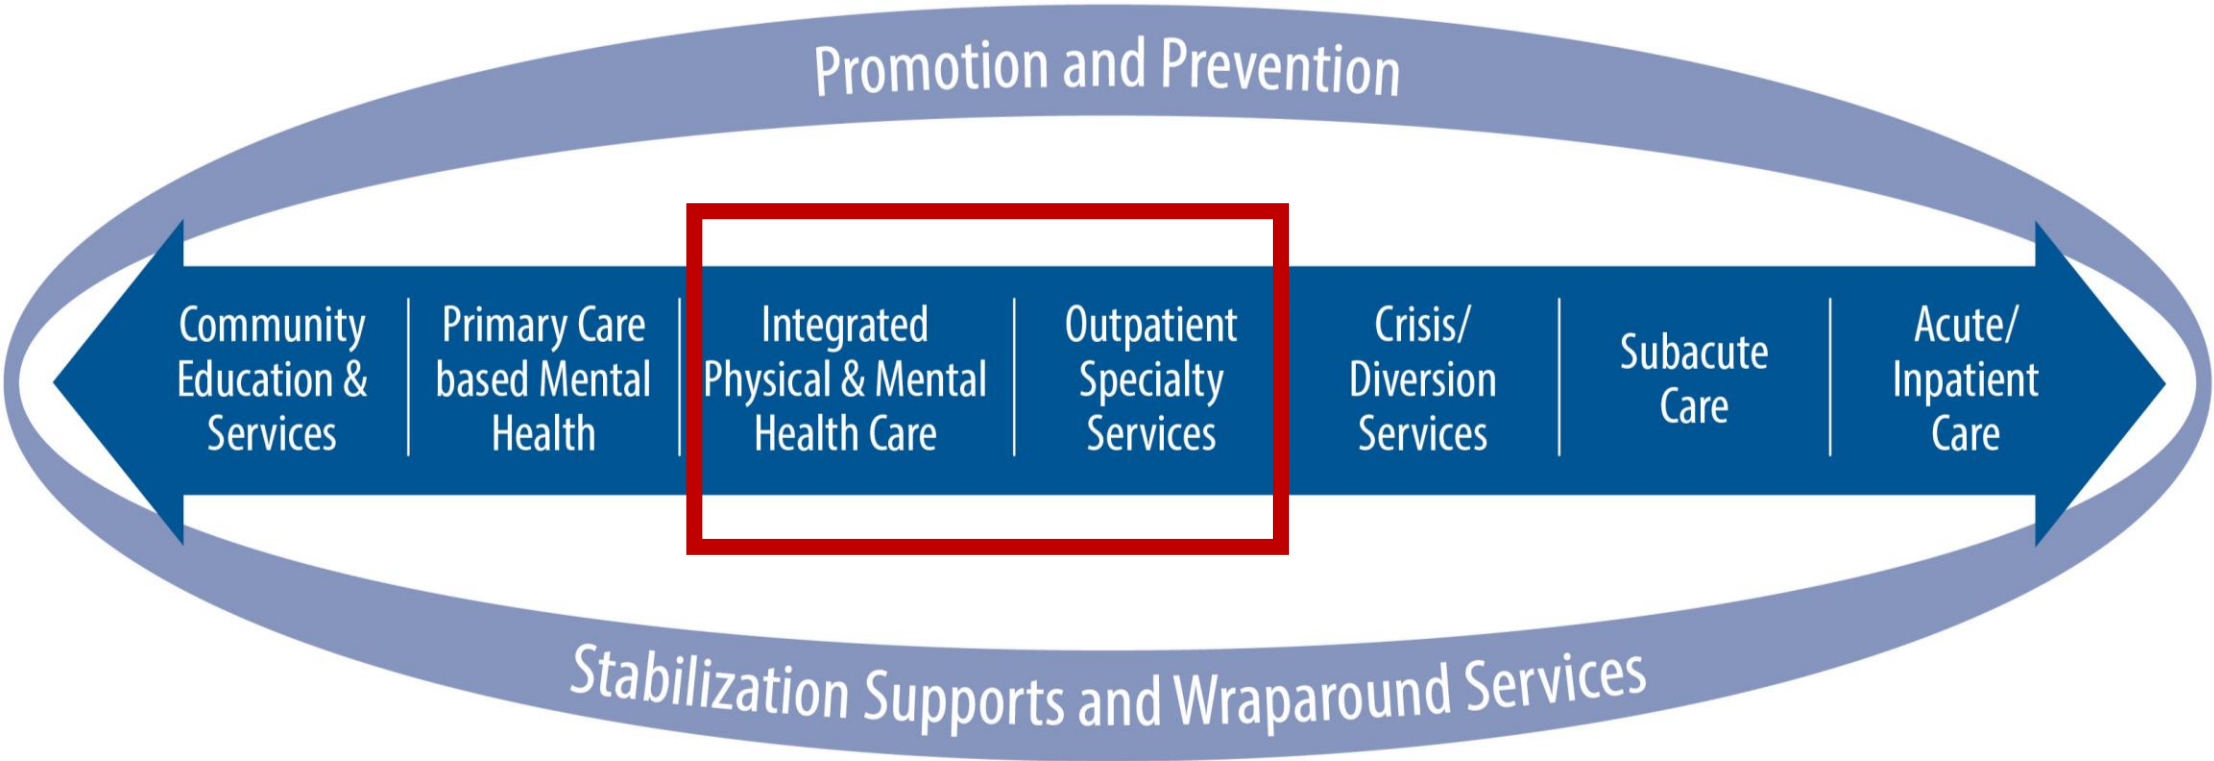 Promotion and Prevention
Community
Education &
Services
Primary Care
based Mental
Health
Integrated
Physical & Mental
Health Care
Outpatient
Specialty
Services
Crisis/
Diversion
Services
Subacute
Care
Acute/
Inpatient
Care
Stabilization Supports and Wraparound Services